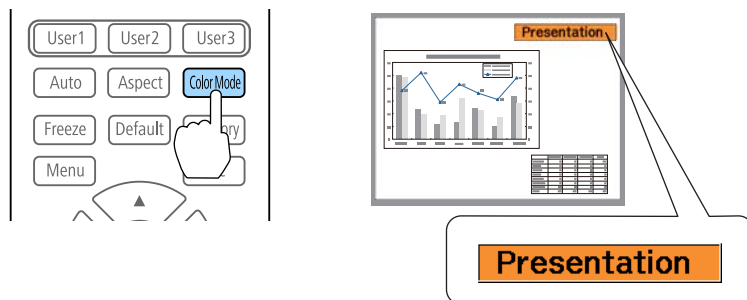 User1 User2 User3
Auto Aspect Color Mode
Freeze Default
Menu
Presentation
Presentation